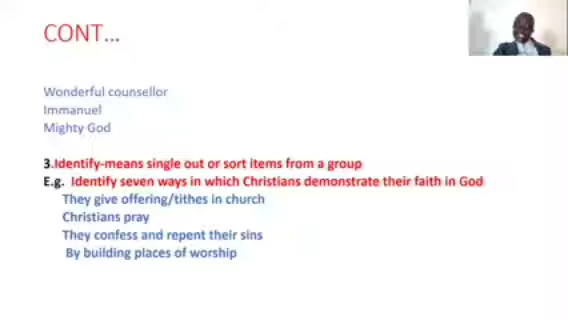 CONT...
Wonderful counsellor
Immanuel
Mighty God
3.Identify-means single out or sort items from a group
E.g. Identify seven ways in which Christians demonstrate their faith in God
They give offering/tithes in church
Christians pray
They confess and repent their sins
By building places of worship